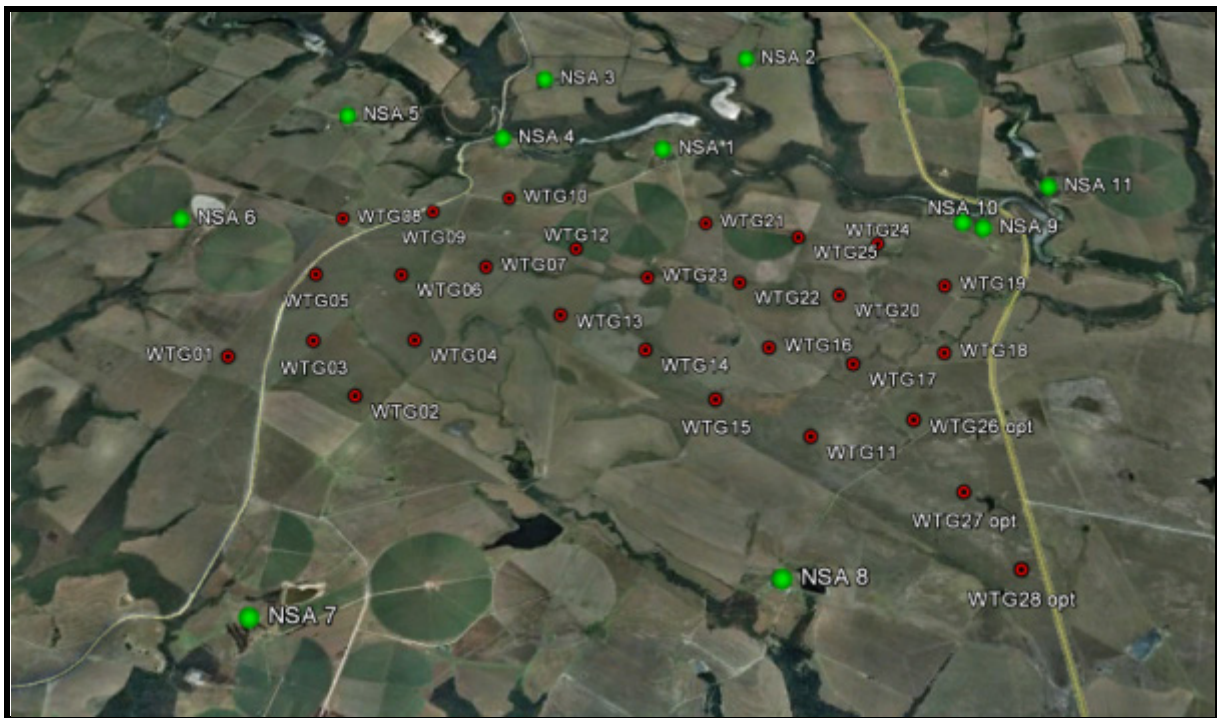 NSA 2
NSA 3
NSA 5
NSA 4
NSA*1
NSA 11
NSA 6
WTG10
WTG08
WTG09
WTG21
NSA 10
NSA 9
WTG12
WTG24
WTG25
WTG07
WTG05
WTG06
WTG23
WTG22
WTG19
WTG20
WTG13
WTG01
WTG03
WTG04
WTG14
WTG16
WTG17
WTG18
WTG02
WTG15
WTG26 opt
WTG11
WTG27 opt
NSA 8
WTG28 opt
NSA 7